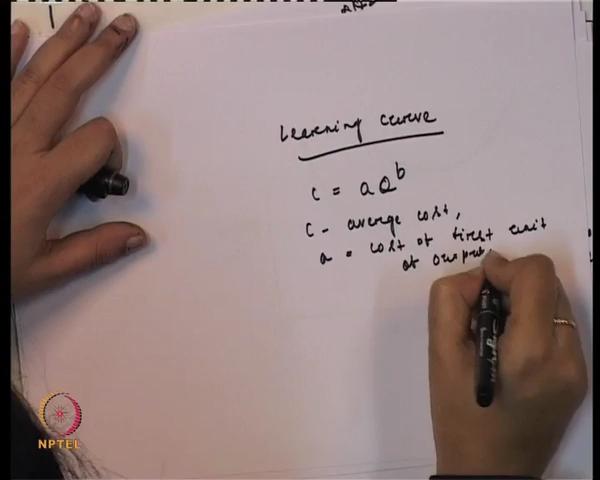 Learning curve
C = aQ^b
C - average cost,
a = cost of first unit
of output
NPTEL